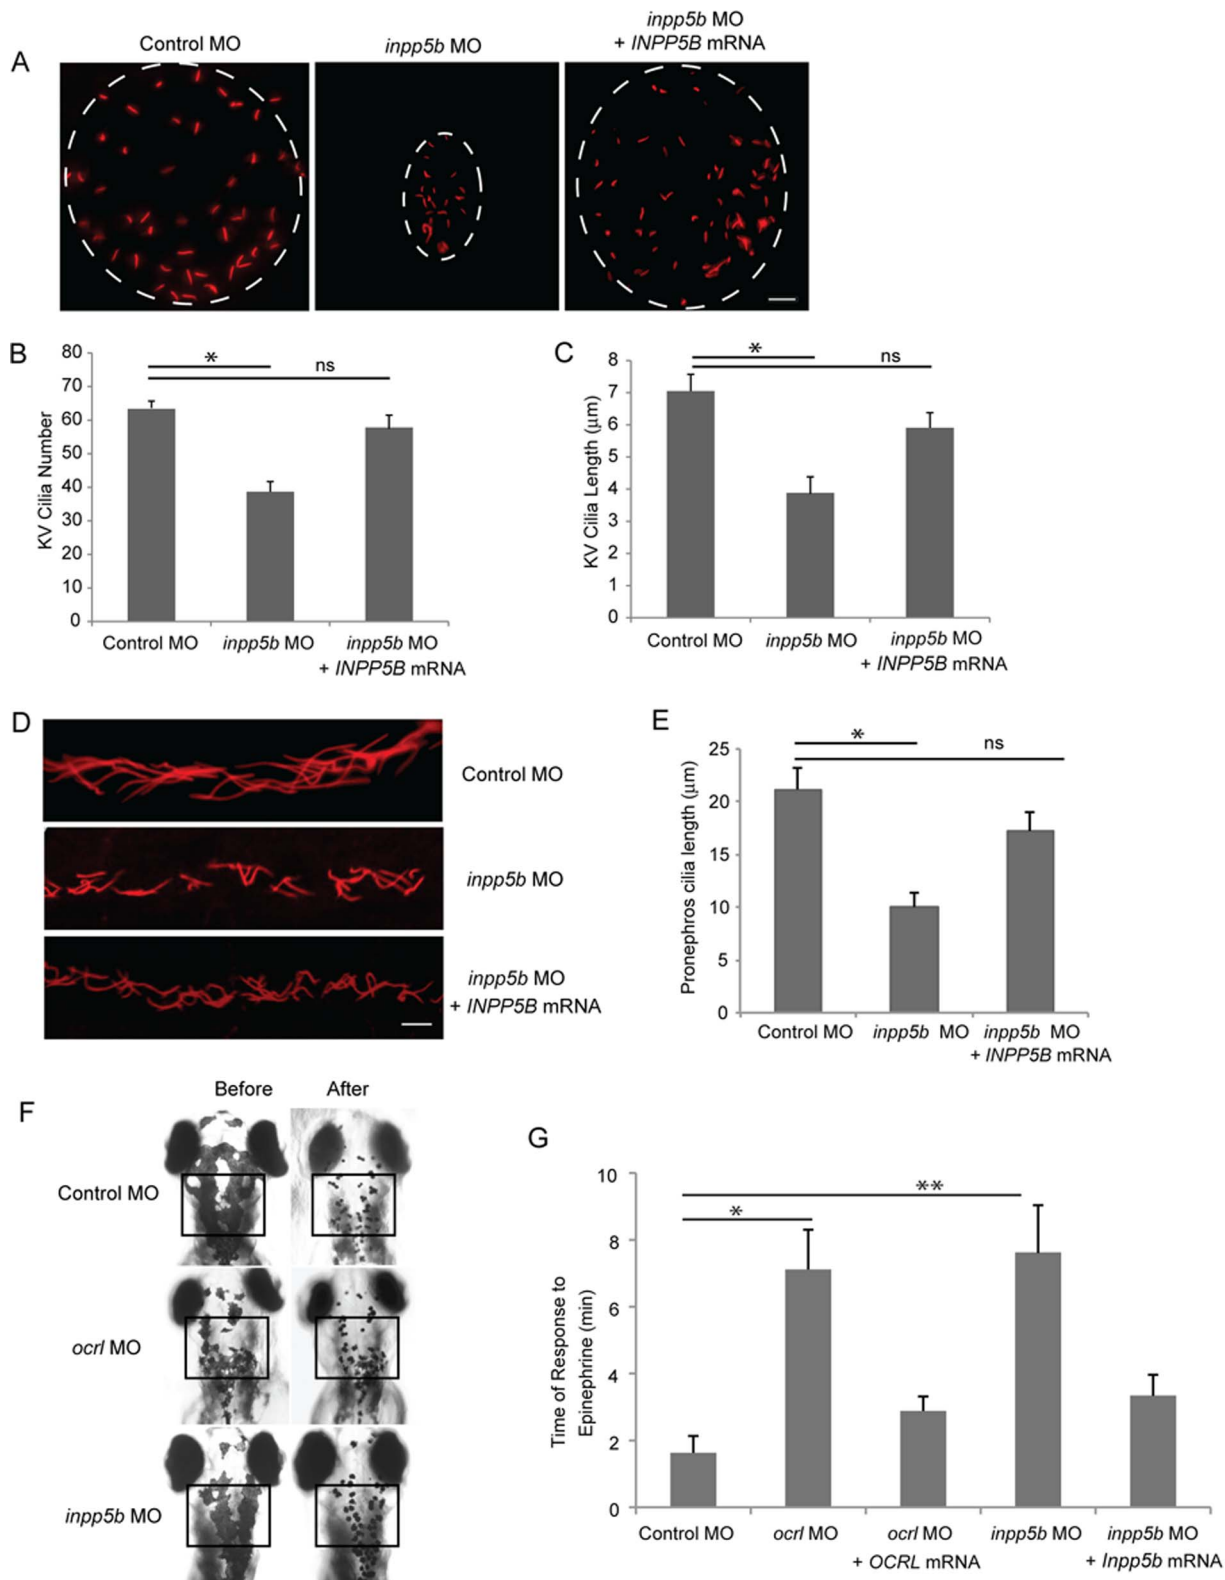 A
Control MO
inpp5b MO
inpp5b MO
+ INPP5B mRNA
B
KV Cilia Number
80
70
60
50
40
30
20
10
0
*
ns
Control MO
inpp5b MO
inpp5b MO
+ INPP5B mRNA
C
KV Cilia Length (μm)
8
7
6
5
4
3
2
1
0
*
ns
Control MO
inpp5b MO
inpp5b MO
+ INPP5B mRNA
D
Control MO
inpp5b MO
inpp5b MO
+ INPP5B mRNA
E
Pronephros cilia length (μm)
25
20
15
10
5
0
*
ns
Control MO
inpp5b MO
inpp5b MO
+ INPP5B mRNA
F
Before
After
Control MO
ocrl MO
inpp5b MO
G
Time of Response to
Epinephrine (min)
10
8
6
4
2
0
*
**
Control MO
ocrl MO
ocrl MO
+ OCRL mRNA
inpp5b MO
inpp5b MO
+ Inpp5b mRNA